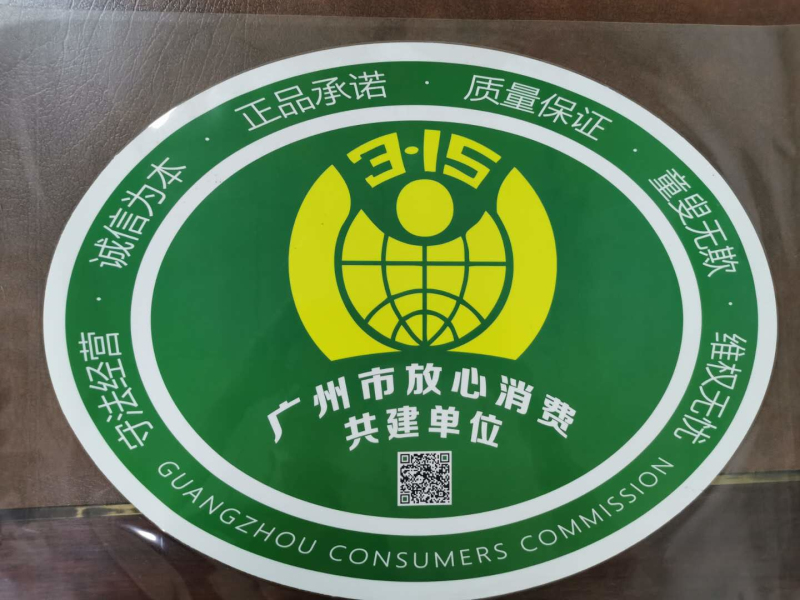 守法经营 · 诚信为本 · 正品承诺 · 质量保证 · 童叟无欺 · 维权无忧
3·15
广州市放心消费
共建单位
GUANGZHOU CONSUMERS COMMISSION